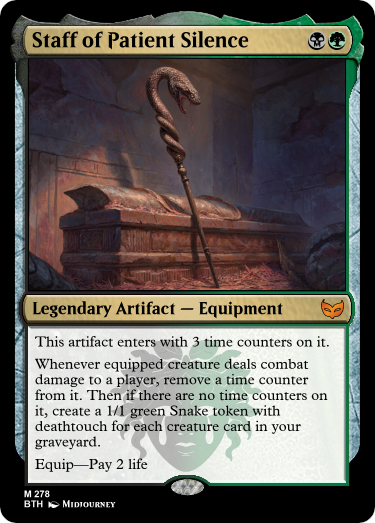 Staff of Patient Silence
Legendary Artifact — Equipment
This artifact enters with 3 time counters on it.
Whenever equipped creature deals combat
damage to a player, remove a time counter
from it. Then if there are no time counters on
it, create a 1/1 green Snake token with
deathtouch for each creature card in your
graveyard.
Equip—Pay 2 life
M 278
BTH Midjourney